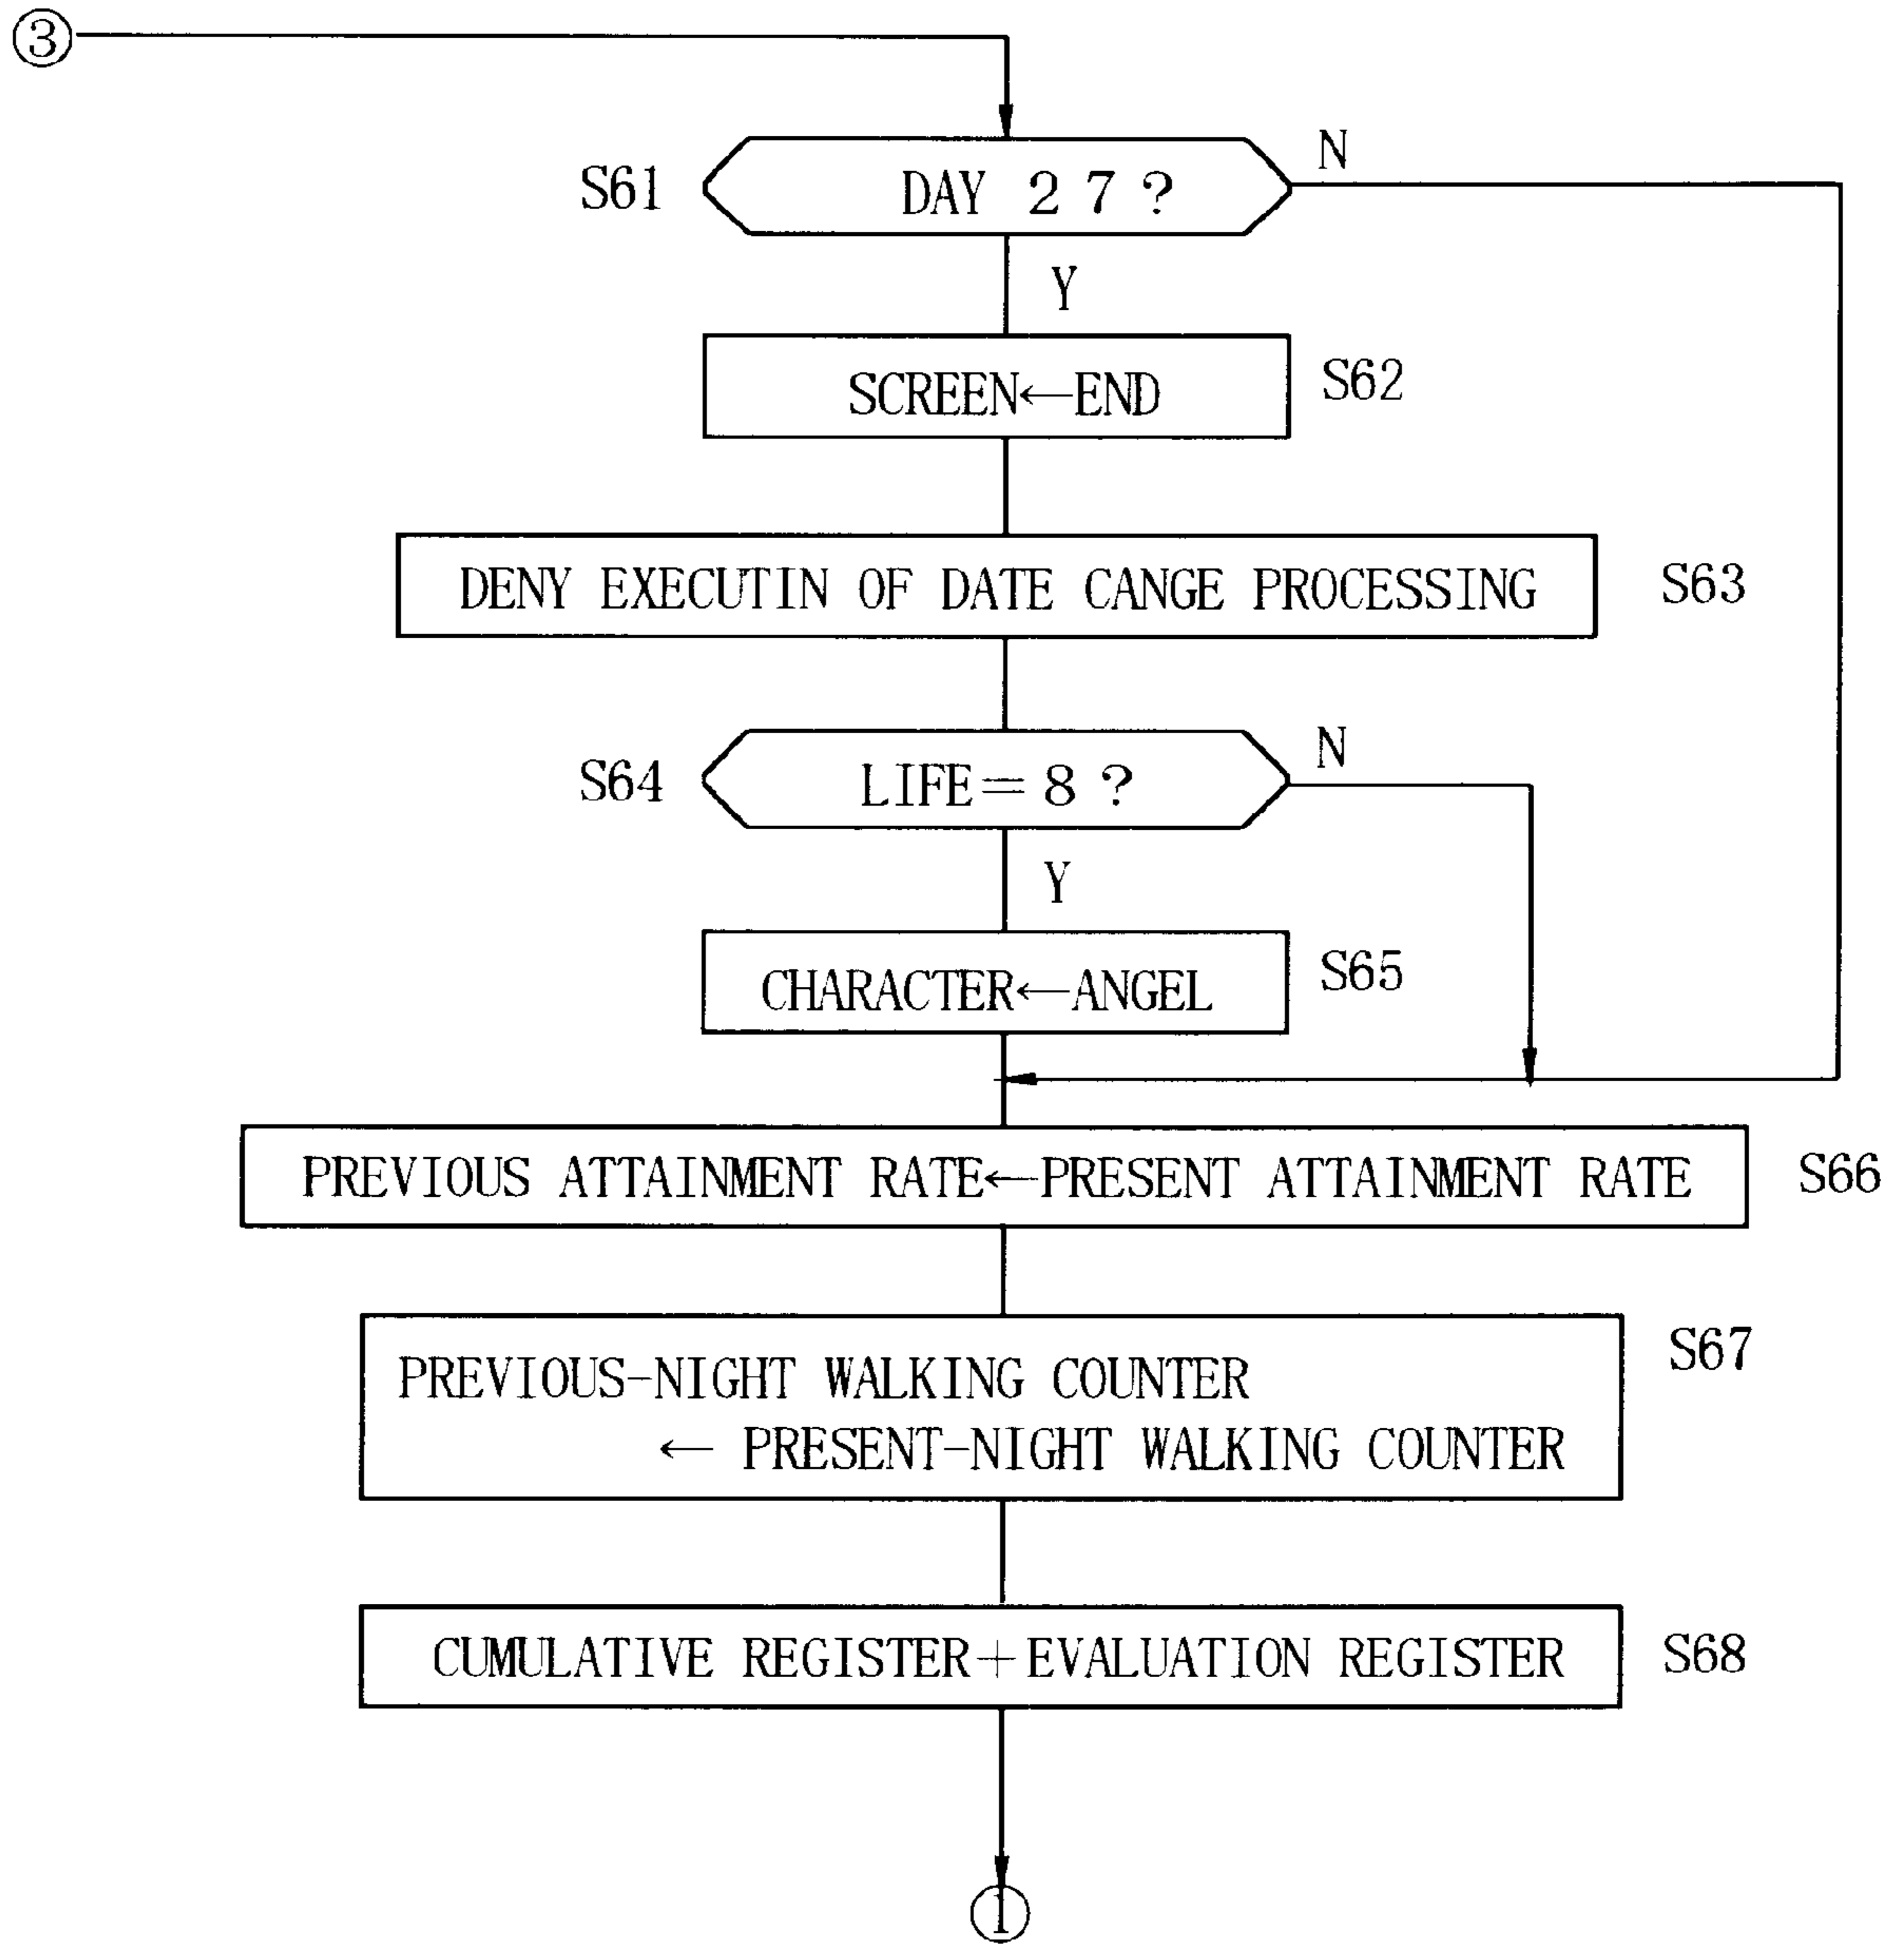 ③
N
S61
DAY 27?
Y
SCREEN←END
S62
DENY EXECUTIN OF DATE CANGE PROCESSING
S63
N
S64
LIFE=8?
Y
CHARACTER←ANGEL
S65
PREVIOUS ATTAINMENT RATE←PRESENT ATTAINMENT RATE
S66
S67
PREVIOUS-NIGHT WALKING COUNTER
← PRESENT-NIGHT WALKING COUNTER
CUMULATIVE REGISTER+EVALUATION REGISTER
S68
①